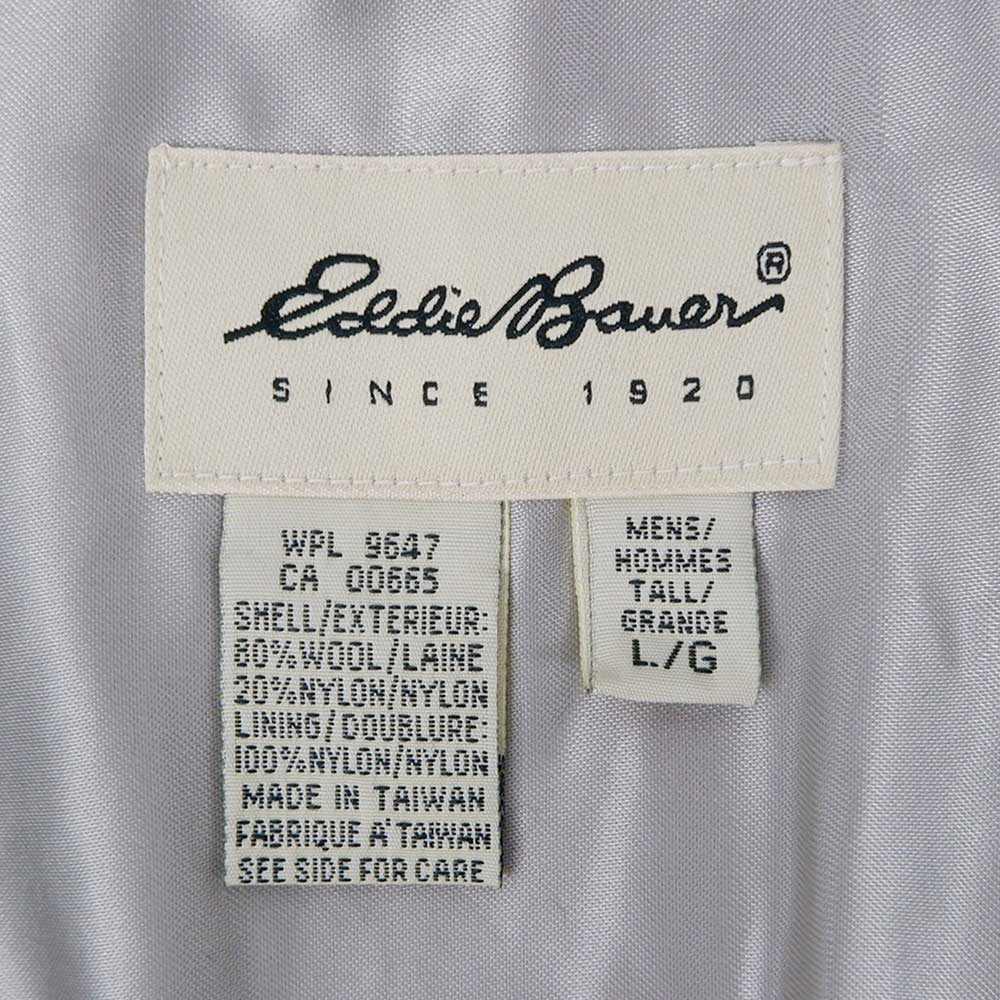 Eddie Bauer®
SINCE 1920
WPL 9647
CA 00665
SHELL/EXTERIEUR:
80%WOOL/LAINE
20%NYLON/NYLON
LINING/DOUBLURE:
100%NYLON/NYLON
MADE IN TAIWAN
FABRIQUE A'TAIWAN
SEE SIDE FOR CARE
MENS/
HOMMES
TALL/
GRANDE
L/G